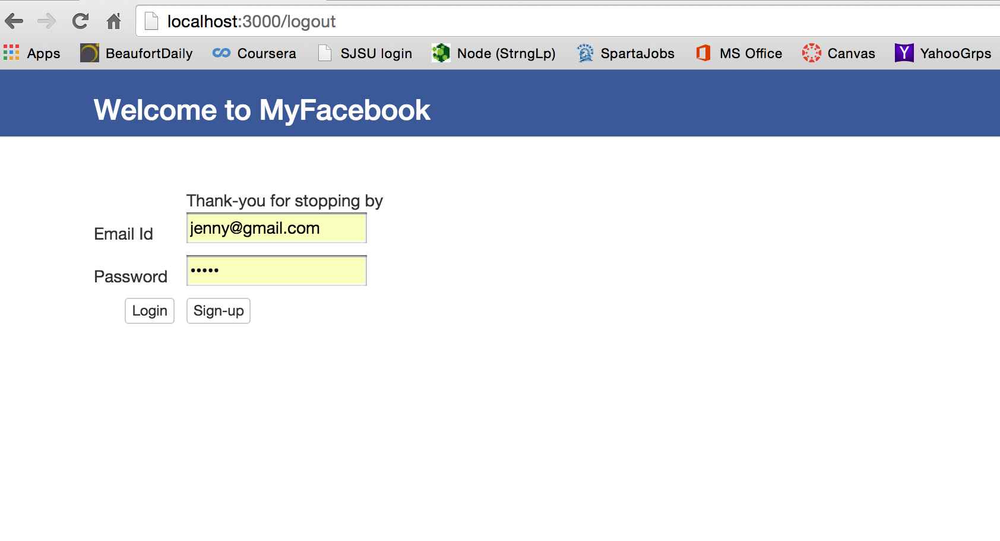 localhost:3000/logout
Apps BeaufortDaily Coursera SJSU login Node (StrngLp) SpartaJobs MS Office Canvas Y YahooGrps
Welcome to MyFacebook
Thank-you for stopping by
Email Id jenny@gmail.com
Password •••••
Login Sign-up